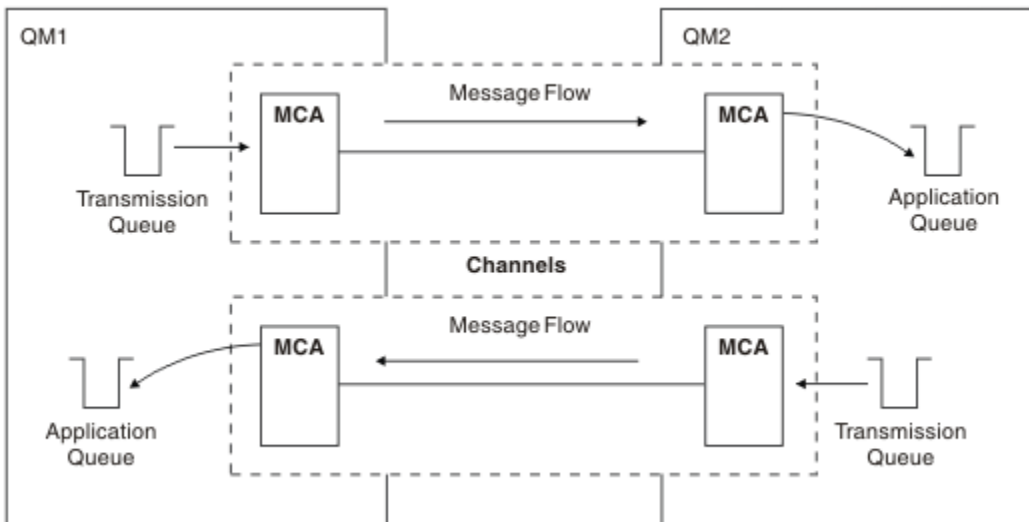 QM1
QM2
Message Flow
MCA
MCA
Transmission
Queue
Application
Queue
Channels
Message Flow
MCA
MCA
Application
Queue
Transmission
Queue